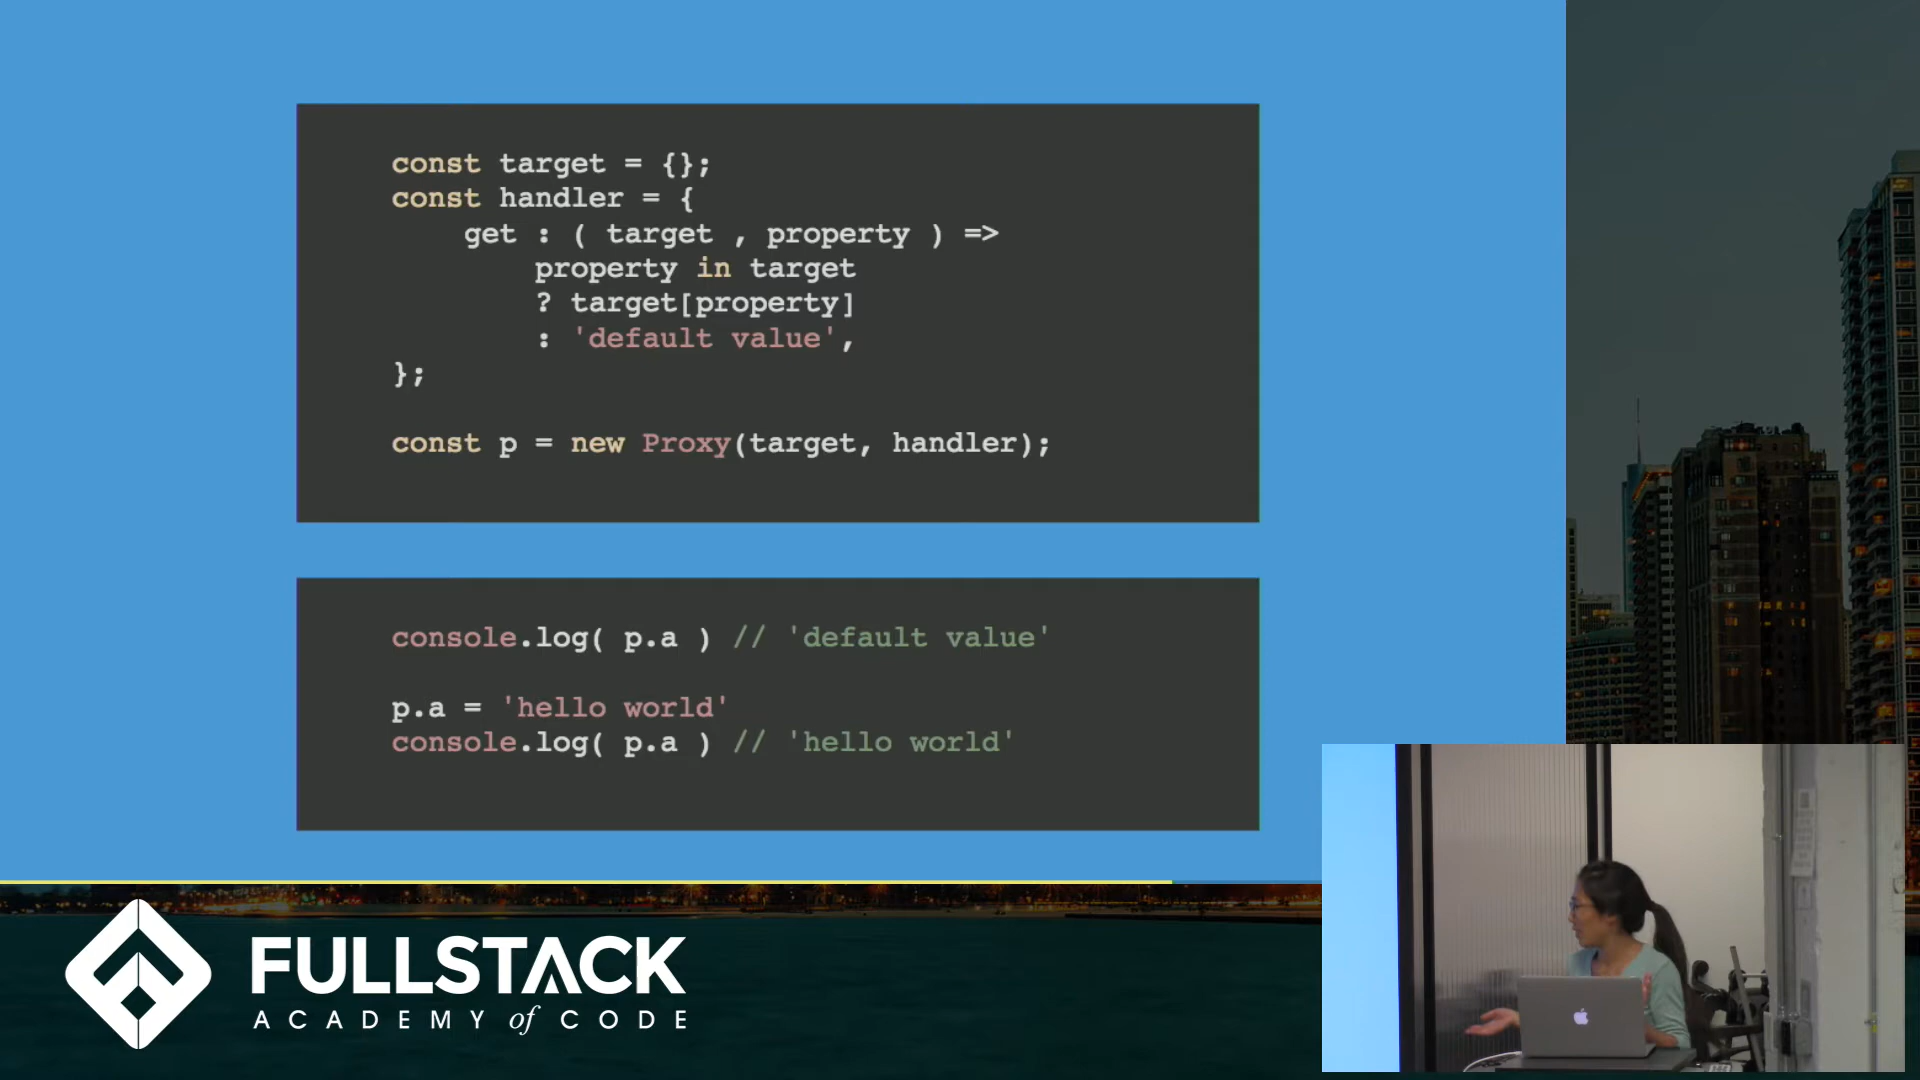 const target = {};
const handler = {
    get : ( target , property ) =>
        property in target
        ? target[property]
        : 'default value',
};
const p = new Proxy(target, handler);
console.log( p.a ) // 'default value'
p.a = 'hello world'
console.log( p.a ) // 'hello world'
FULLSTACK
ACADEMY of CODE